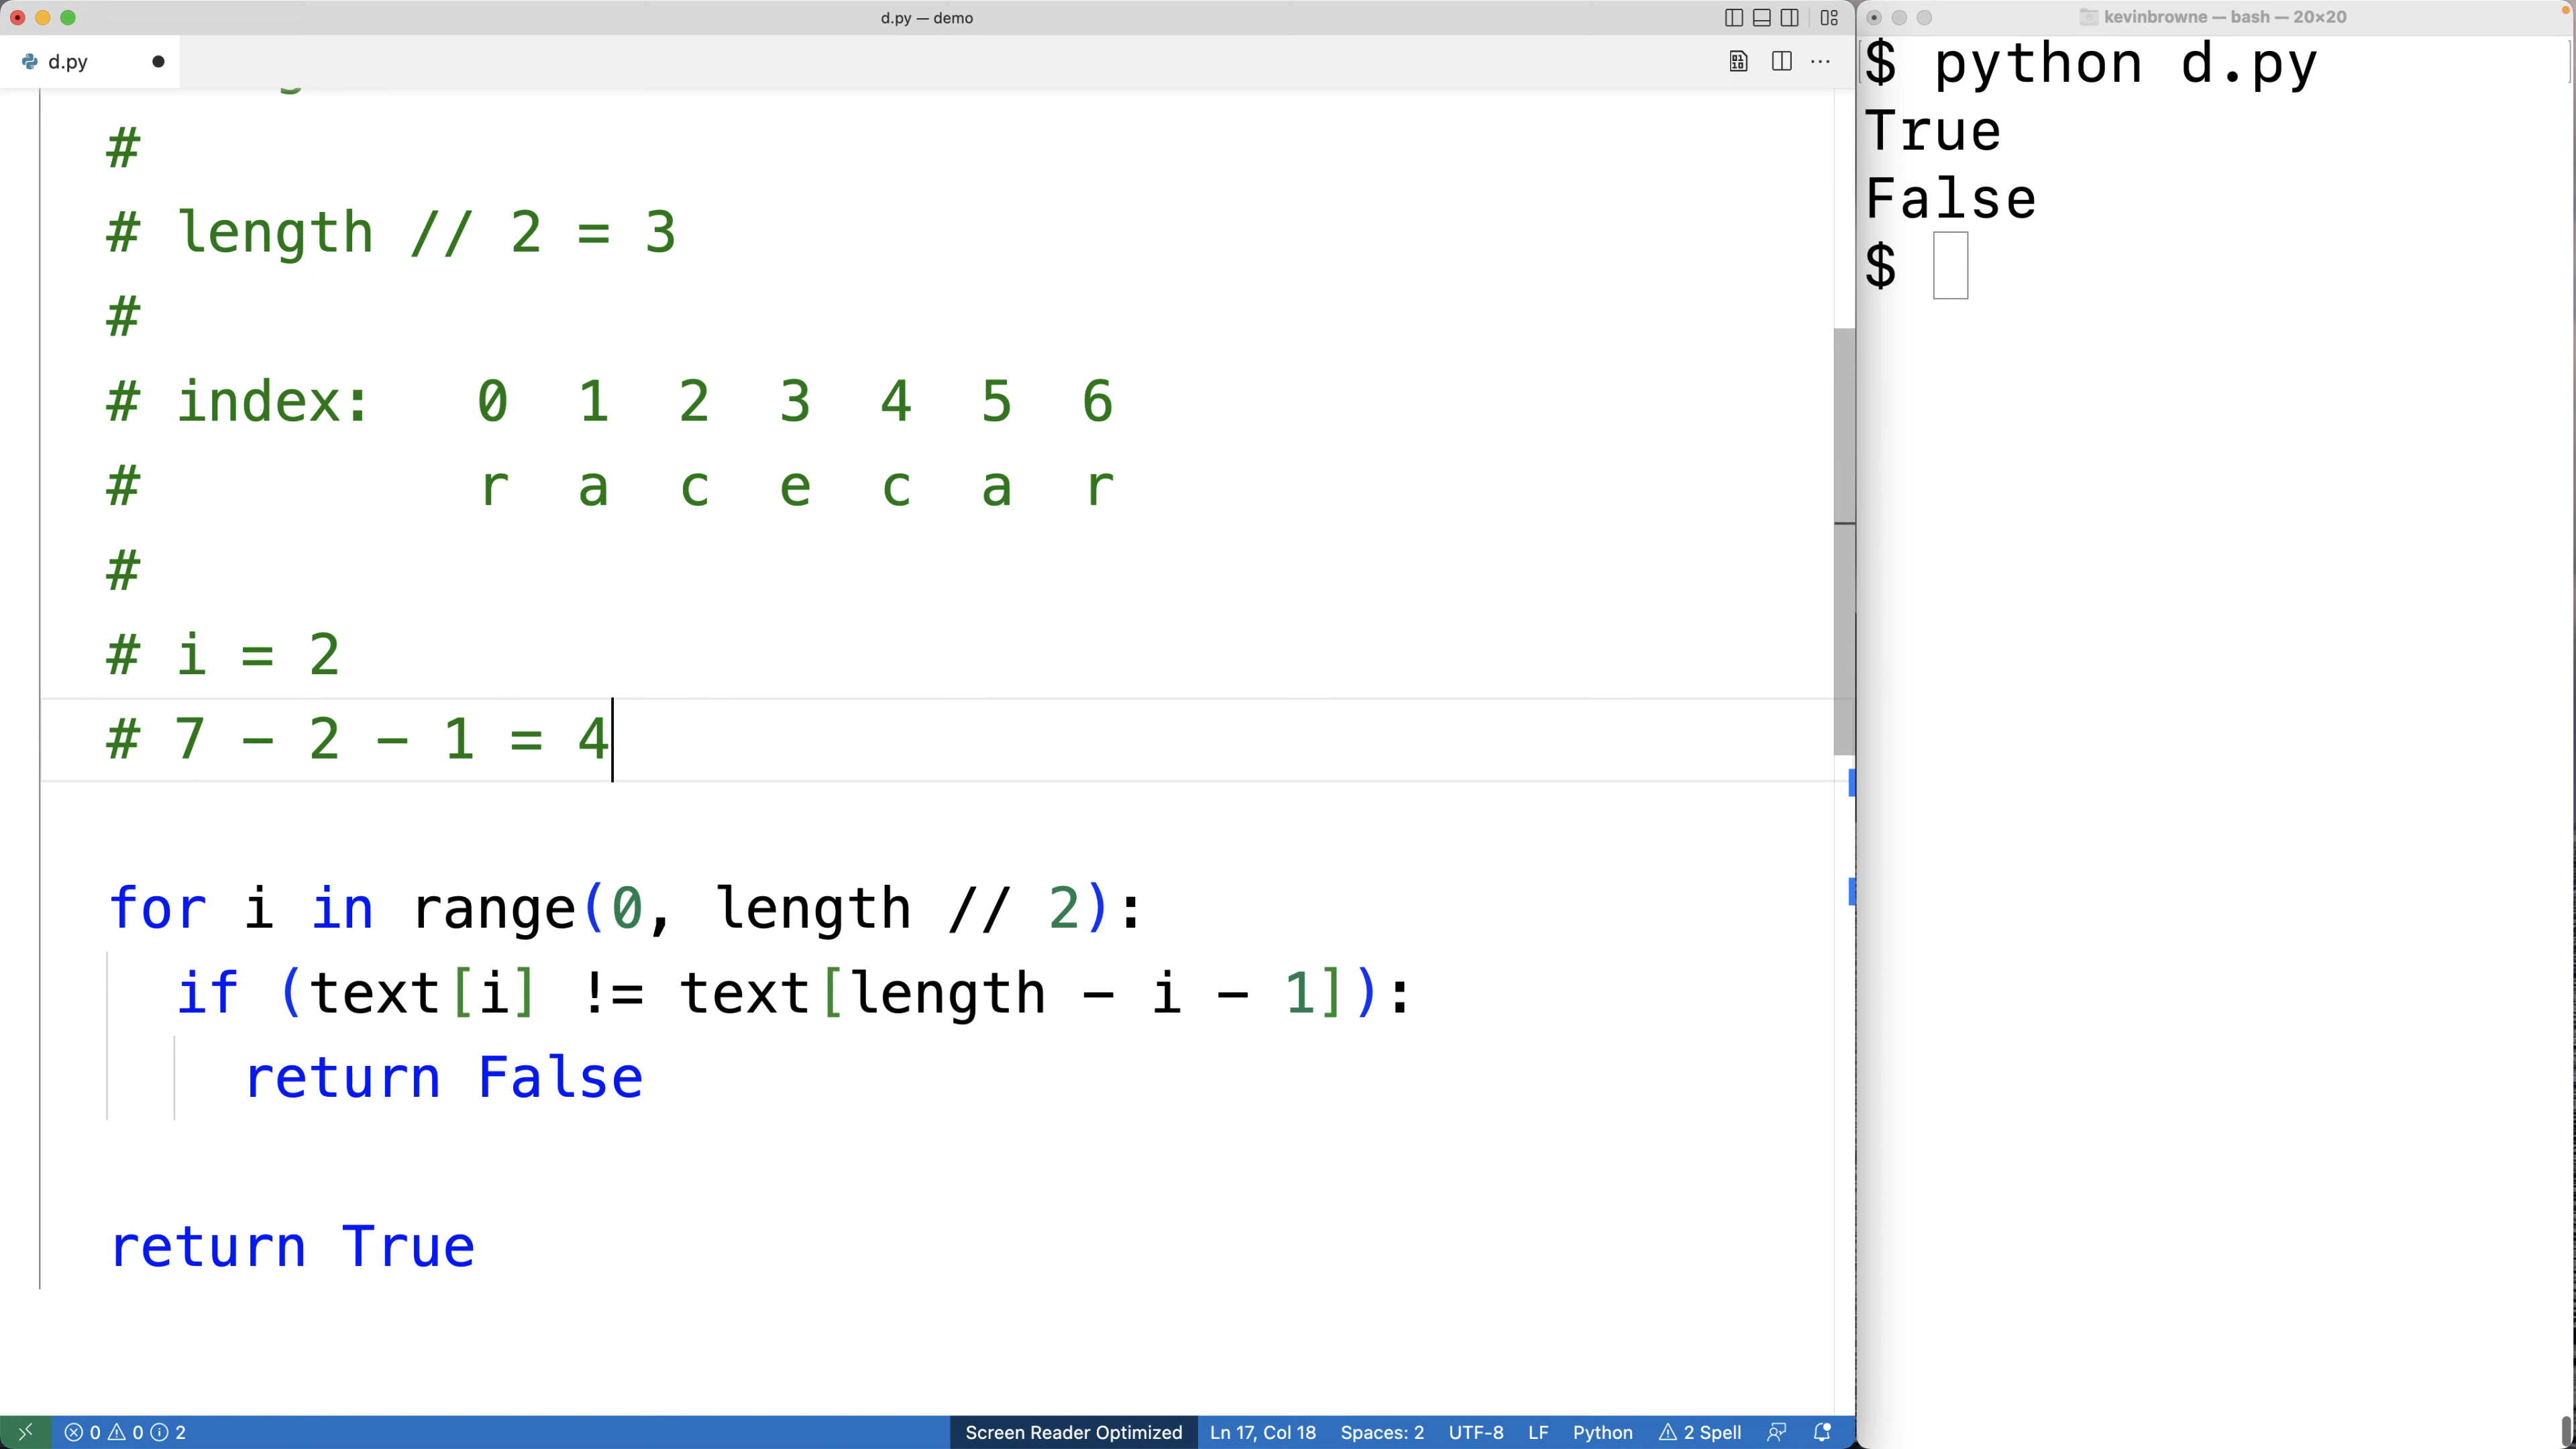 d.py — demo
d.py
#
# length // 2 = 3
#
# index: 0 1 2 3 4 5 6
# r a c e c a r
#
# i = 2
# 7 - 2 - 1 = 4
for i in range(0, length // 2):
if (text[i] != text[length - i - 1]):
return False
return True
0 0 2
Screen Reader Optimized Ln 17, Col 18 Spaces: 2 UTF-8 LF Python 2 Spell
kevinbrowne — bash — 20×20
$ python d.py
True
False
$